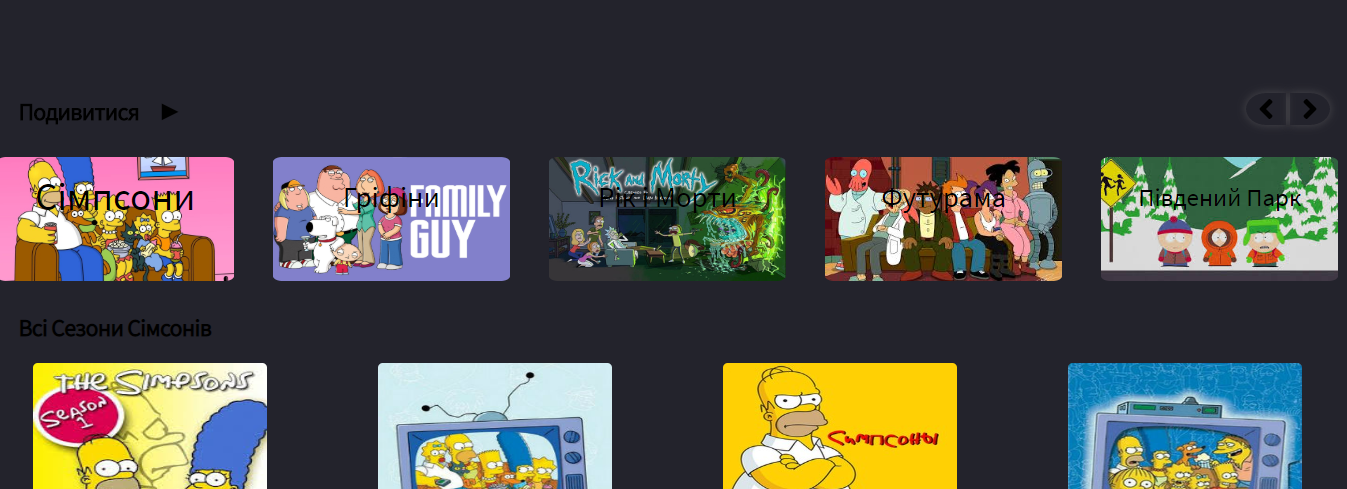 Подивитися
Сімпсони
Гріфіни
FAMILY
GUY
Rick and Morty
Рік і Морти
Футурама
Південий Парк
Всі Сезони Сімсонів
The Simpsons
Season
1
Симпсоны